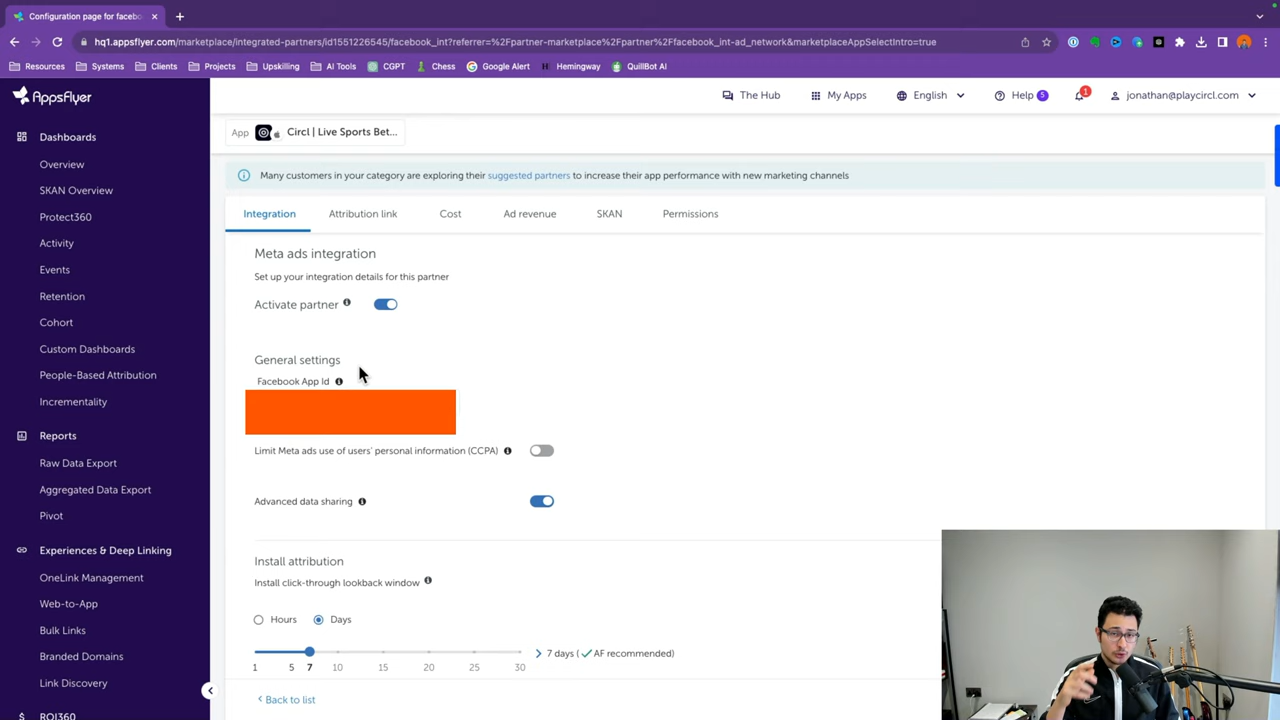 Configuration page for facebo
hq1.appsflyer.com/marketplace/integrated-partners/id1551226545/facebook_int?referrer=%2Fpartner-marketplace%2Fpartner%2Ffacebook_int-ad_network&marketplaceAppSelectIntro=true
Resources Systems Clients Projects Upskilling AI Tools CGPT Chess Google Alert Hemingway QuillBot AI
AppsFlyer
The Hub My Apps English Help 5 1 jonathan@playcircl.com
App Circl | Live Sports Bet...
Many customers in your category are exploring their suggested partners to increase their app performance with new marketing channels
Dashboards
Overview
SKAN Overview
Protect360
Activity
Events
Retention
Cohort
Custom Dashboards
People-Based Attribution
Incrementality
Reports
Raw Data Export
Aggregated Data Export
Pivot
Experiences & Deep Linking
OneLink Management
Web-to-App
Bulk Links
Branded Domains
Link Discovery
ROI360
Integration Attribution link Cost Ad revenue SKAN Permissions
Meta ads integration
Set up your integration details for this partner
Activate partner
General settings
Facebook App Id
Limit Meta ads use of users' personal information (CCPA)
Advanced data sharing
Install attribution
Install click-through lookback window
Hours Days
1 5 7 10 15 20 25 30
7 days ( AF recommended)
Back to list